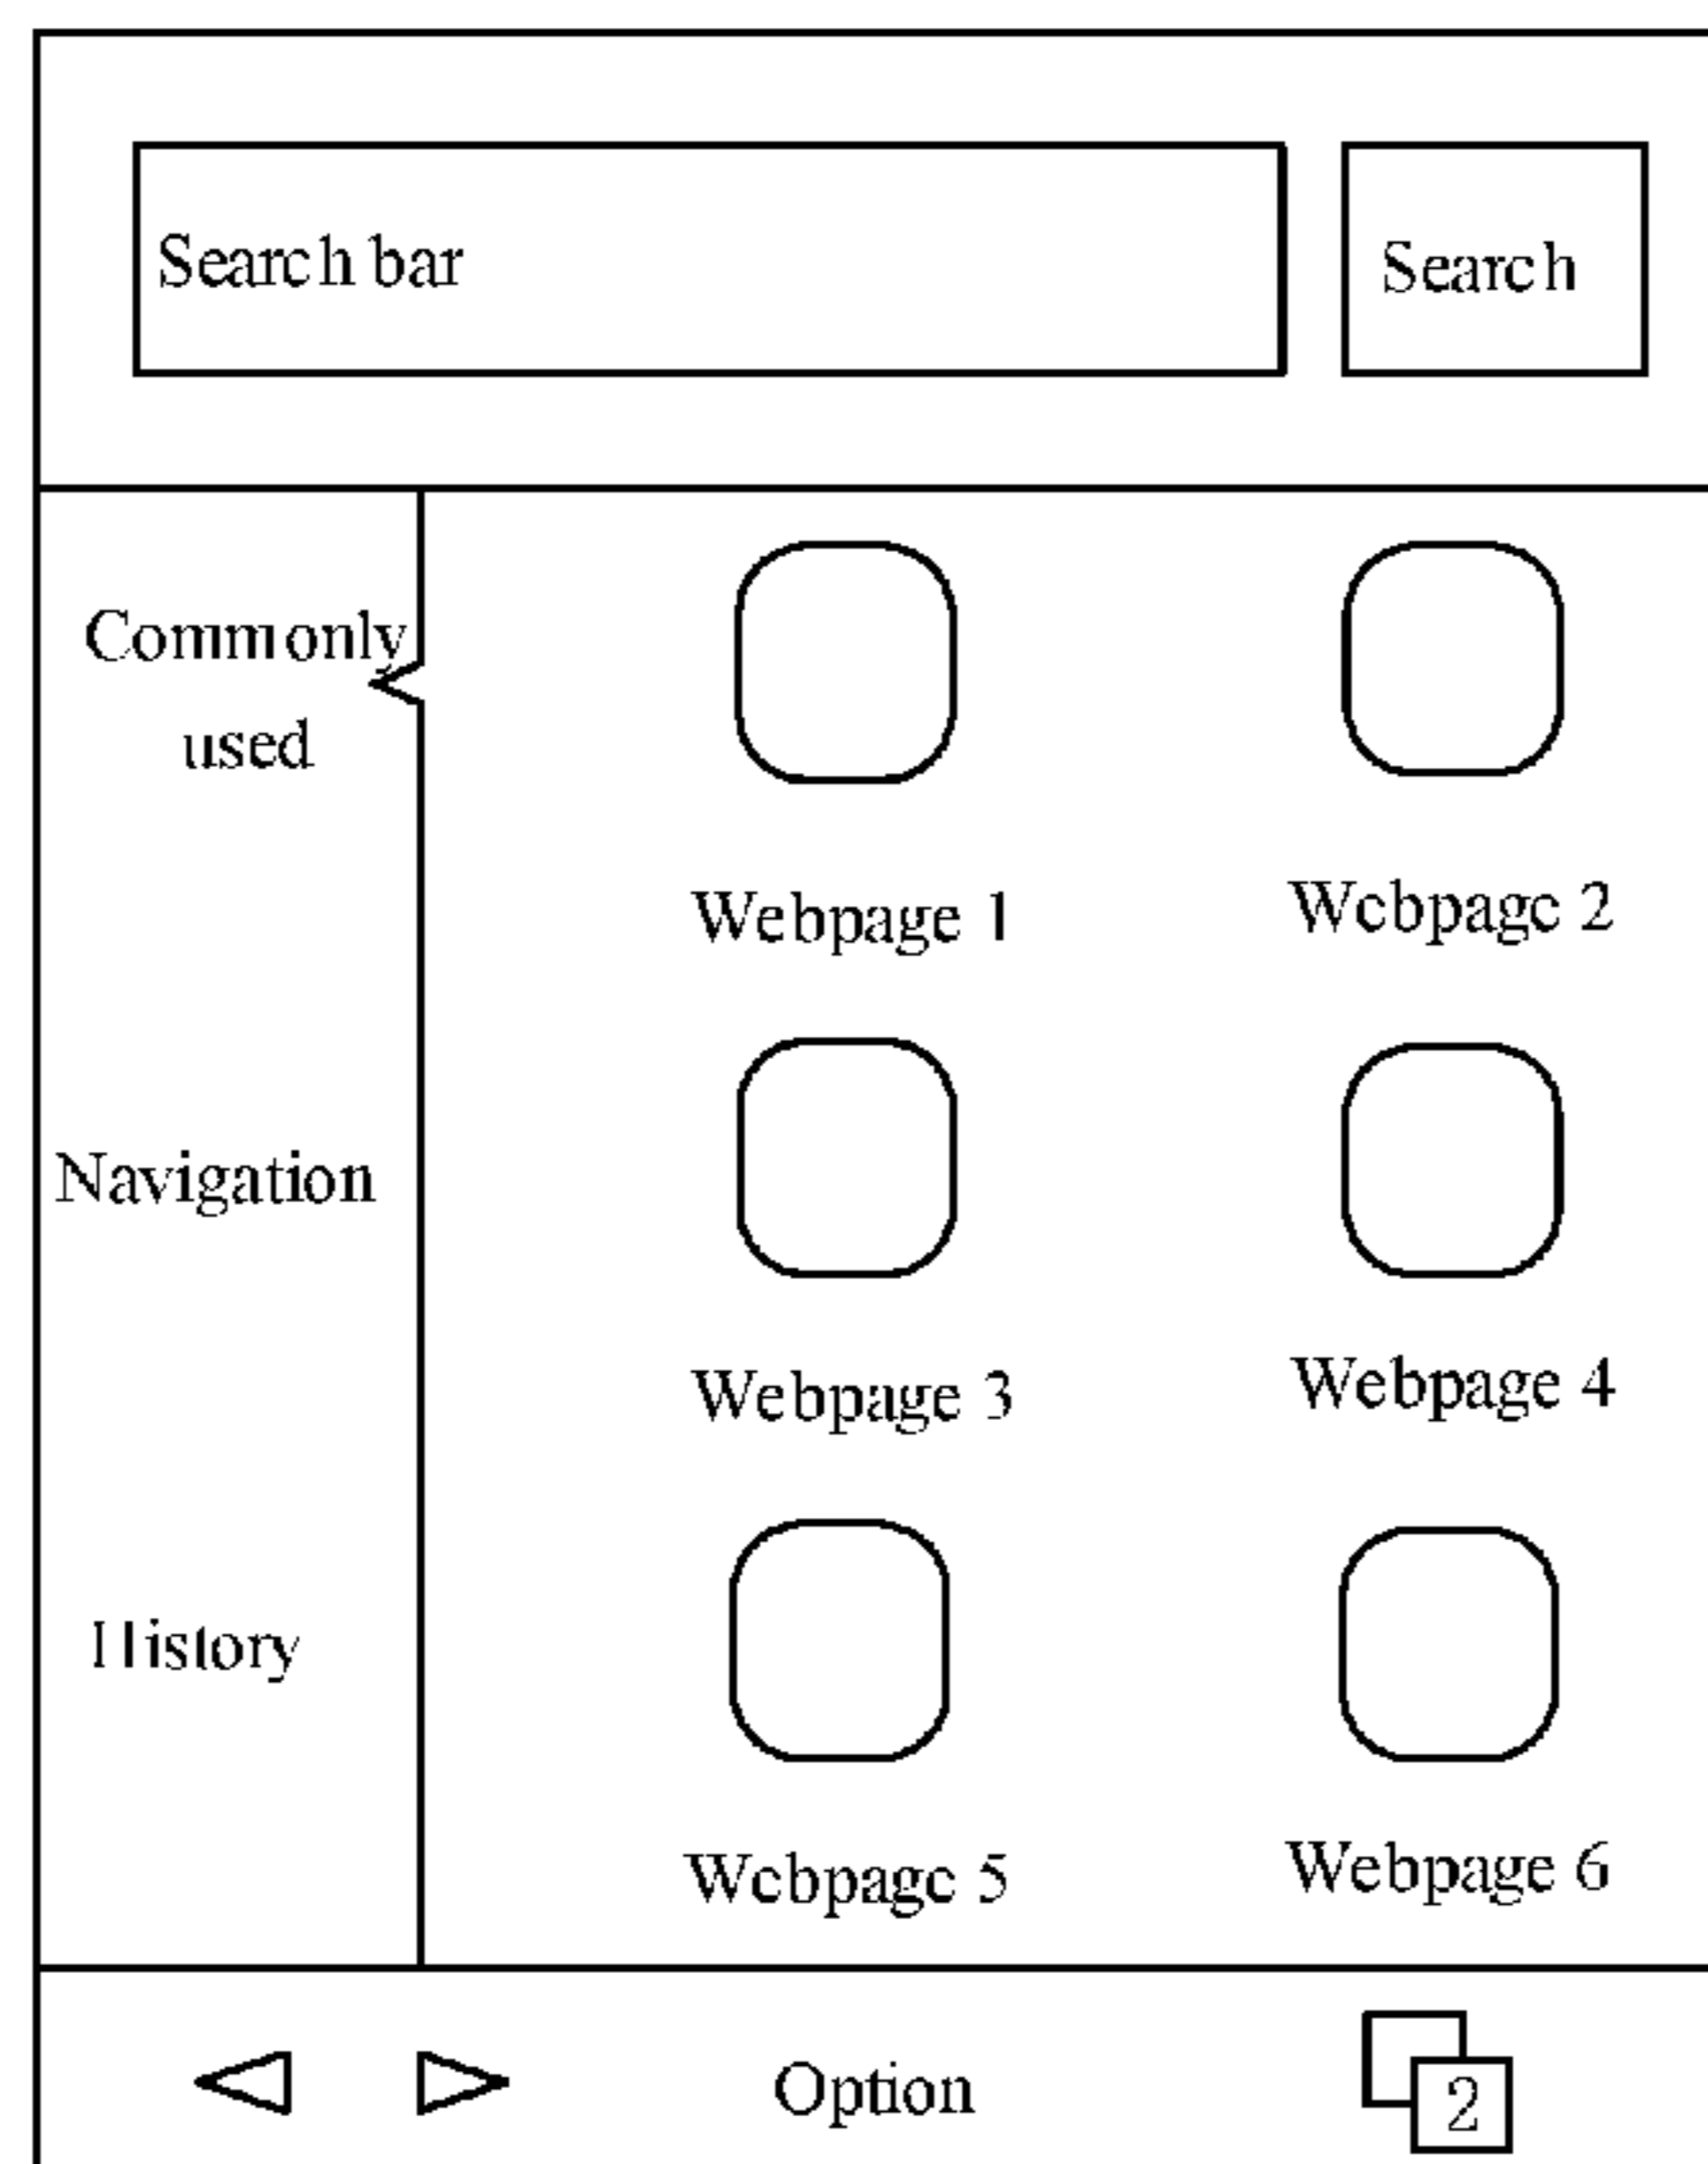 Search bar
Search
Commonly
used
Webpage 1
Webpage 2
Navigation
Webpage 3
Webpage 4
History
Webpage 5
Webpage 6
Option
2